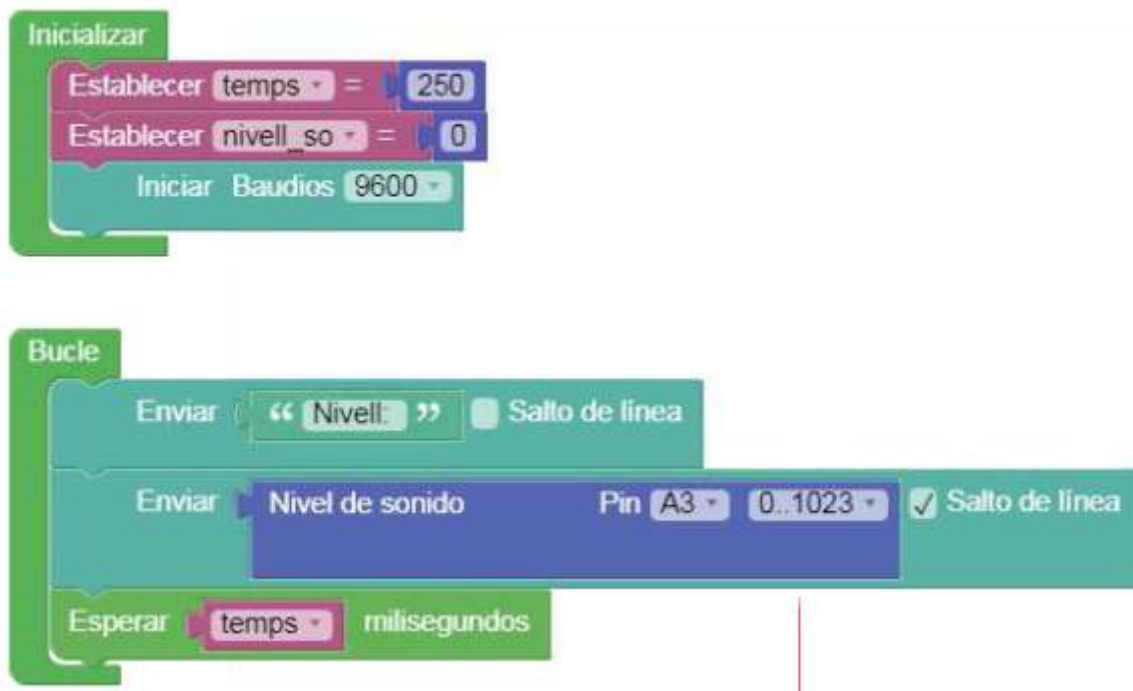 Inicializar
Establecer temps = 250
Establecer nivell_so = 0
Iniciar Baudios 9600
Bucle
Enviar “ Nivell: ” Salto de línea
Enviar Nivel de sonido Pin A3 0..1023 Salto de línea
Esperar temps milisegundos